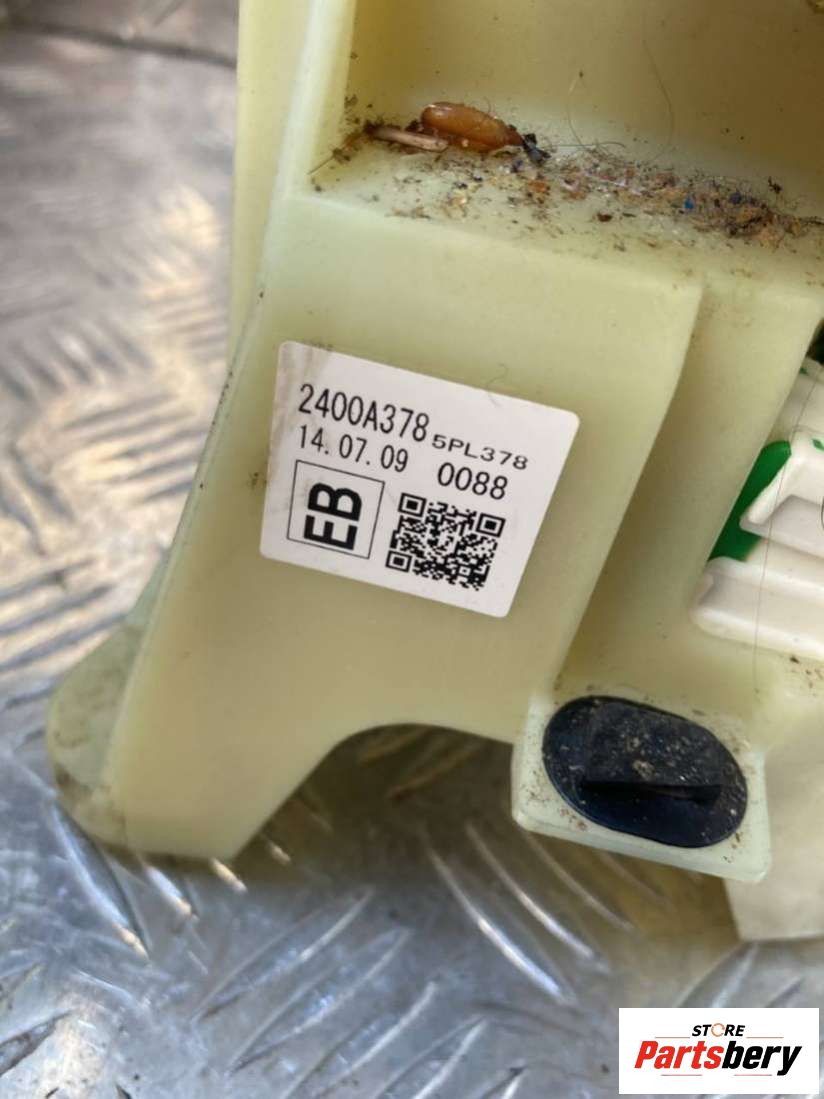 2400A378 5PL378
14.07.09 0088
EB
STORE
Partsbery